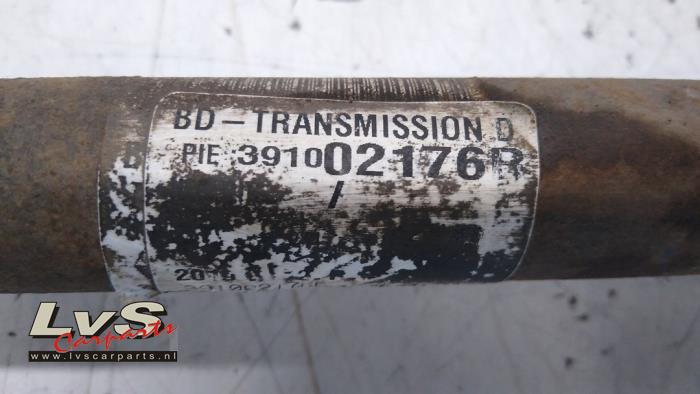 BD - TRANSMISSION D
PIE 391002176R
/
LvS
Carparts
www.lvscarparts.nl